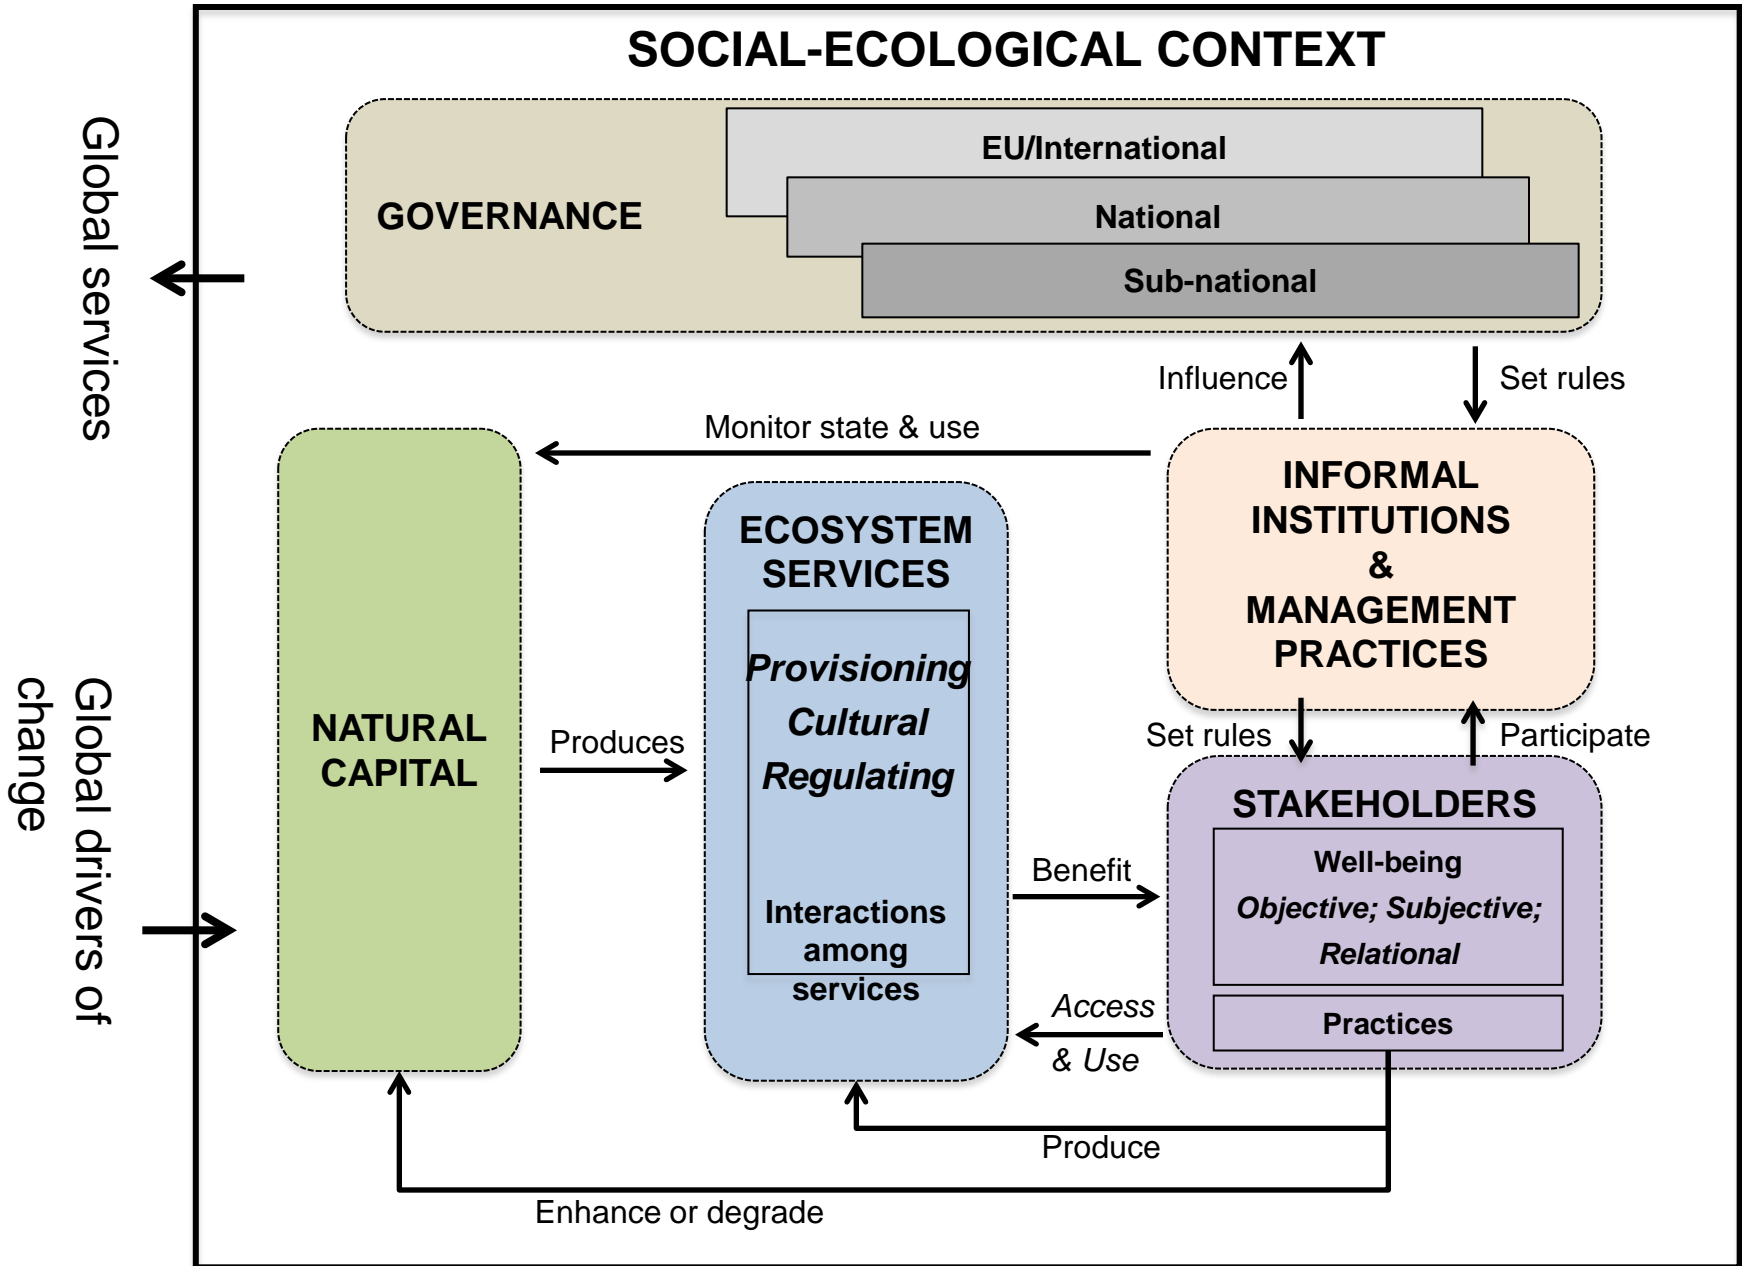 SOCIAL-ECOLOGICAL CONTEXT
Global services
Global drivers of
change
GOVERNANCE
EU/International
National
Sub-national
Influence
Set rules
Monitor state & use
INFORMAL
INSTITUTIONS
&
MANAGEMENT
PRACTICES
ECOSYSTEM
SERVICES
Provisioning
Cultural
Regulating
Interactions
among
services
NATURAL
CAPITAL
Produces
Set rules
Participate
STAKEHOLDERS
Well-being
Objective; Subjective;
Relational
Practices
Benefit
Access
& Use
Produce
Enhance or degrade